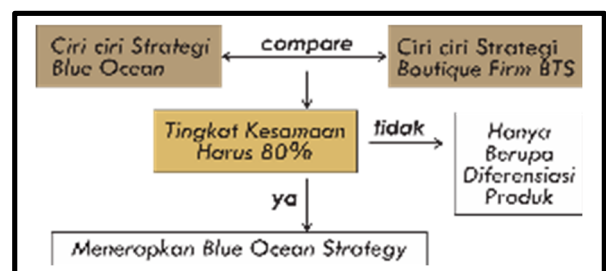 Ciri ciri Strategi
Blue Ocean
compare
Ciri ciri Strategi
Boutique Firm BTS
Tingkat Kesamaan
Harus 80%
tidak
Hanya
Berupa
Diferensiasi
Produk
ya
Menerapkan Blue Ocean Strategy